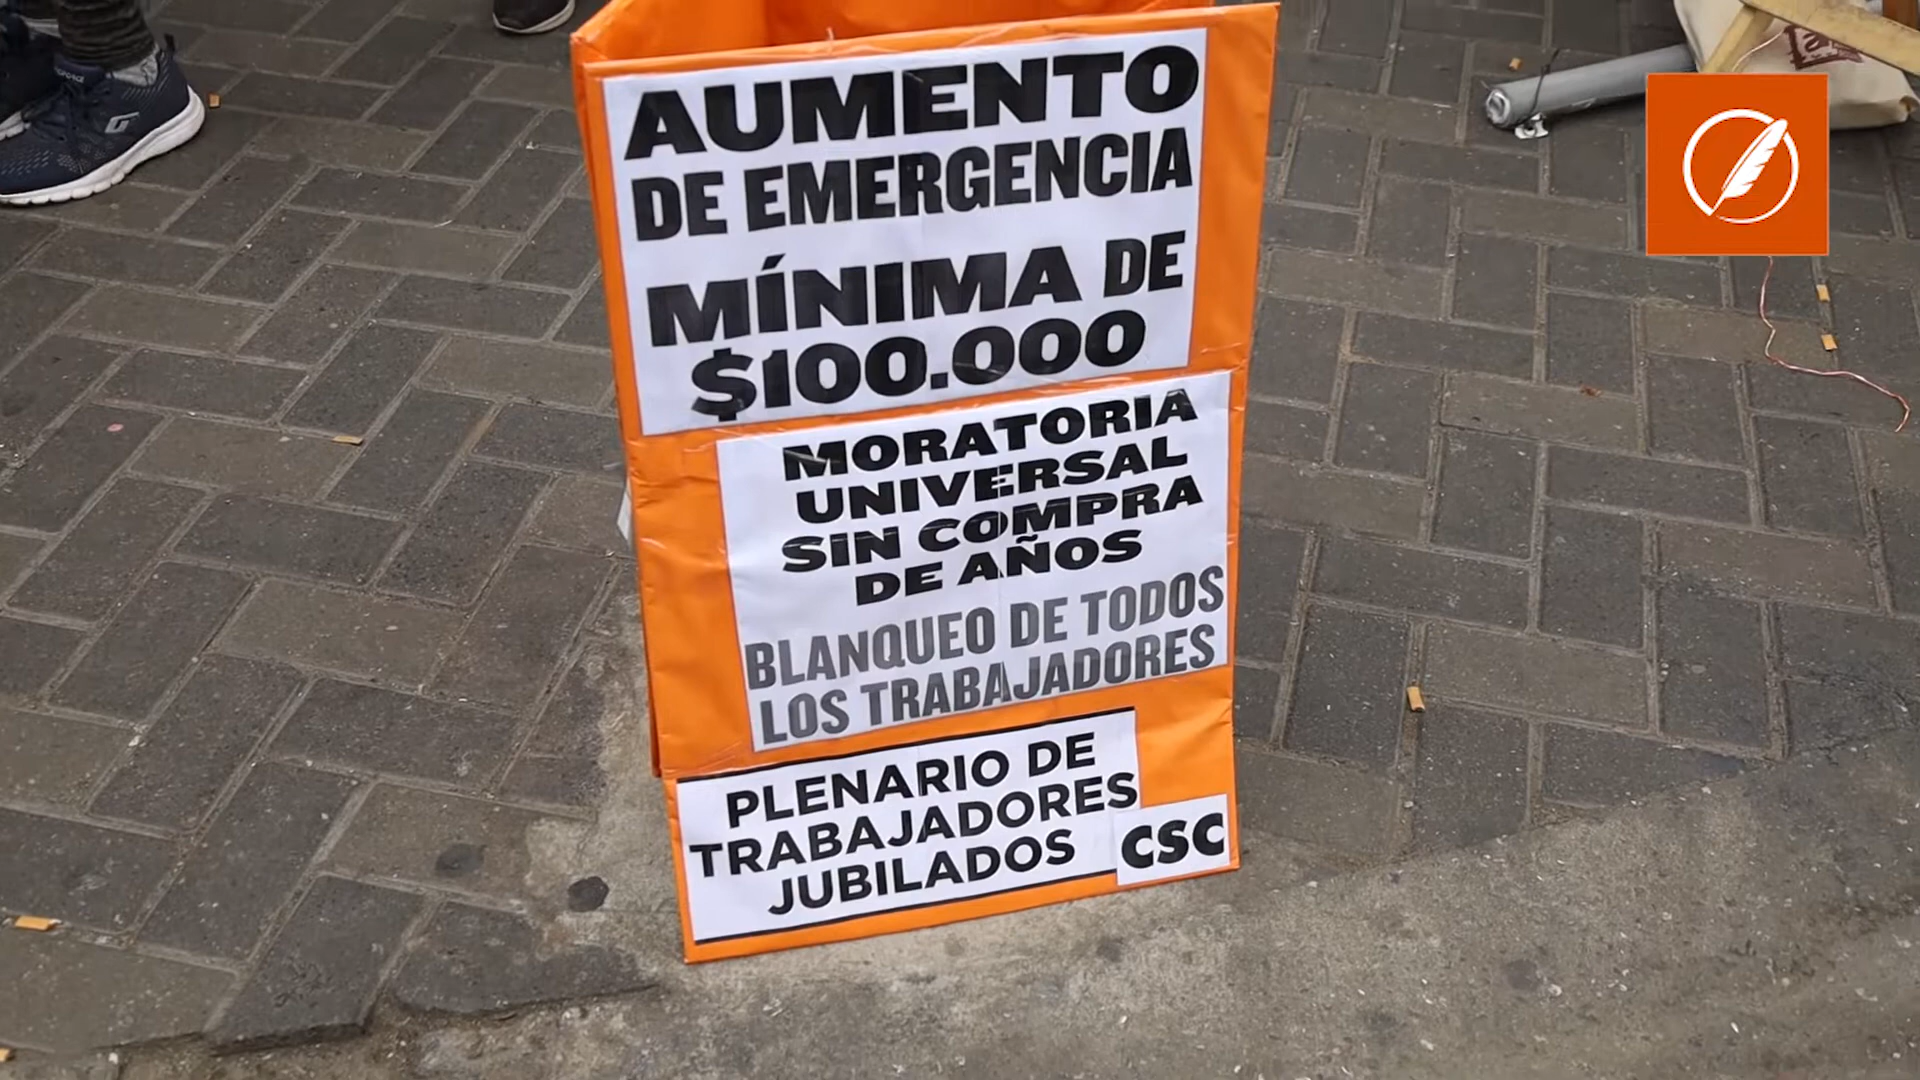 AUMENTO
DE EMERGENCIA
MÍNIMA DE
$100.000
MORATORIA
UNIVERSAL
SIN COMPRA
DE AÑOS
BLANQUEO DE TODOS
LOS TRABAJADORES
PLENARIO DE
TRABAJADORES
JUBILADOS
CSC